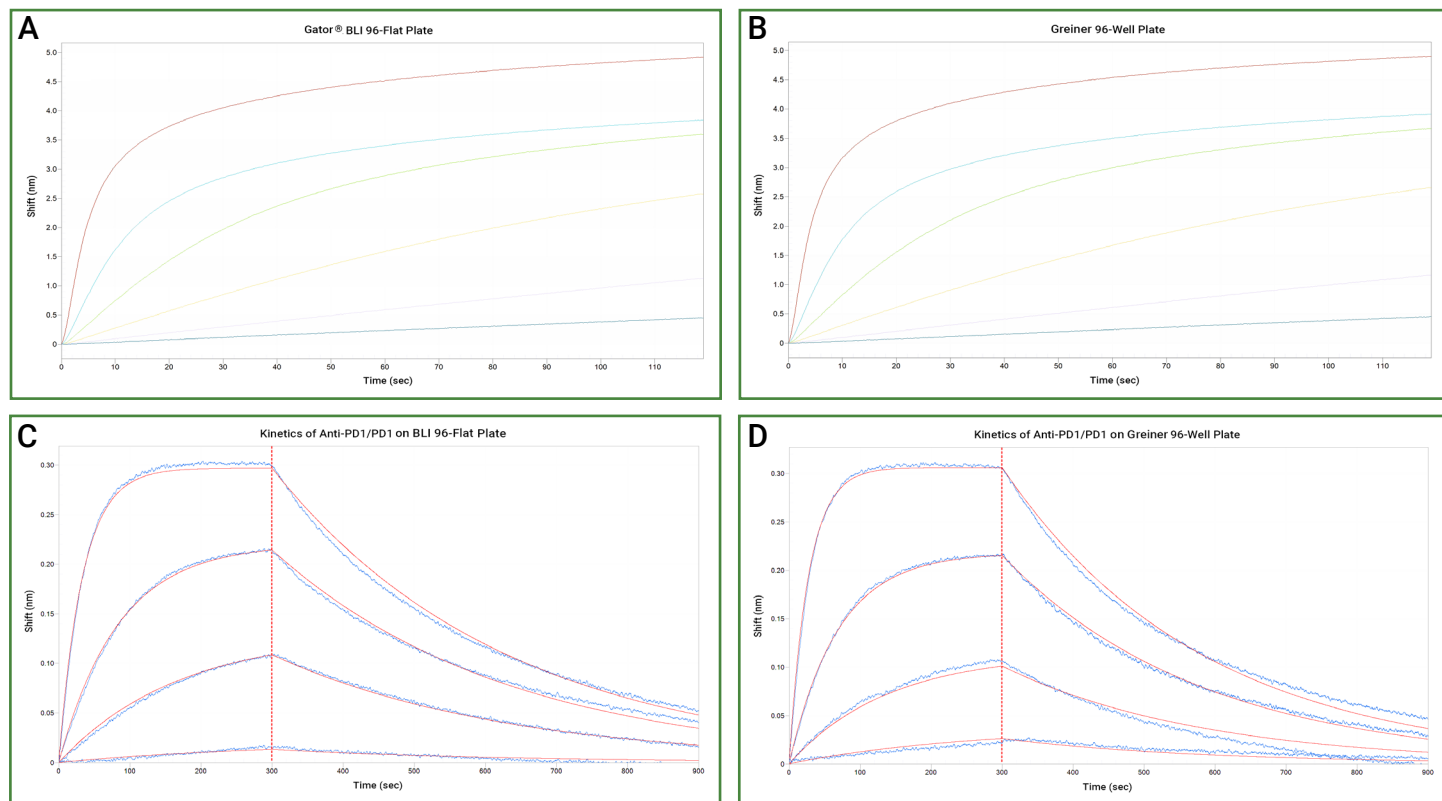 A
Gator® BLI 96-Flat Plate
5.0
4.5
4.0
3.5
3.0
2.5
2.0
1.5
1.0
0.5
0
Shift (nm)
0 10 20 30 40 50 60 70 80 90 100 110
Time (sec)
B
Greiner 96-Well Plate
5.0
4.5
4.0
3.5
3.0
2.5
2.0
1.5
1.0
0.5
0
Shift (nm)
0 10 20 30 40 50 60 70 80 90 100 110
Time (sec)
C
Kinetics of Anti-PD1/PD1 on BLI 96-Flat Plate
0.30
0.25
0.20
0.15
0.10
0.05
0
Shift (nm)
0 100 200 300 400 500 600 700 800 900
Time (sec)
D
Kinetics of Anti-PD1/PD1 on Greiner 96-Well Plate
0.30
0.25
0.20
0.15
0.10
0.05
0
Shift (nm)
0 100 200 300 400 500 600 700 800 900
Time (sec)